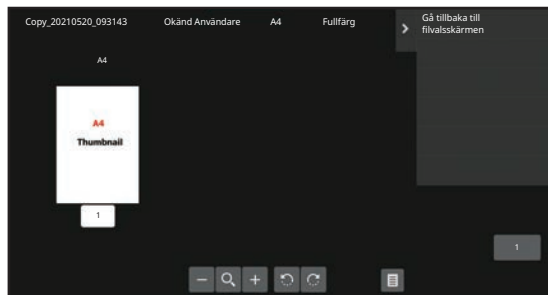 Copy_20210520_093143 Okänd Användare A4 Fullfärg
Gå tillbaka till
filvalsskärmen
A4
A4
Thumbnail
1
1